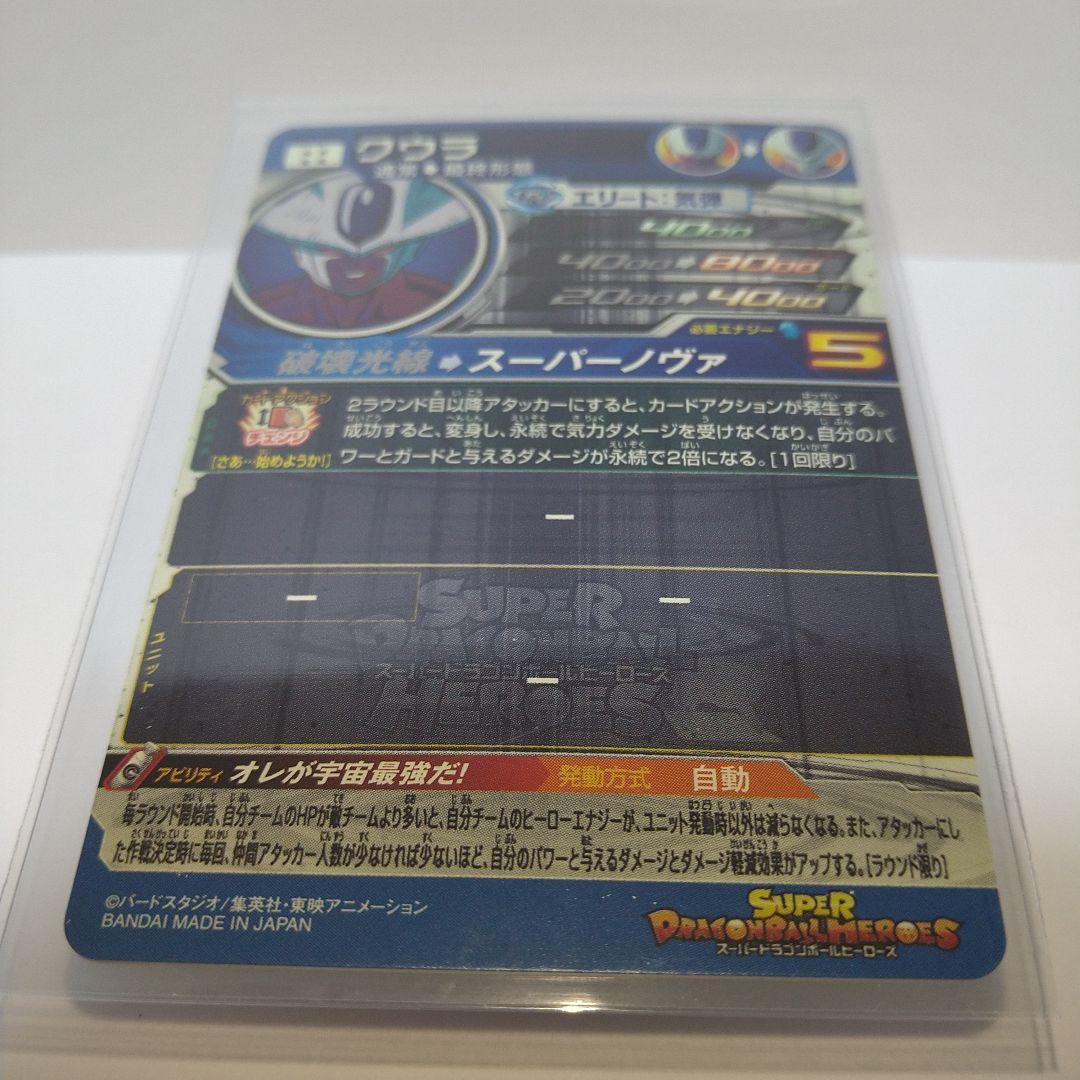 クウラ
通常➡最終形態
エリート:気弾
4000
4000➡8000
ガード
2000➡4000
必要エナジー 5
破壊光線➡スーパーノヴァ
カードアクション
チェンジ
[さあ…始めようか!]
2ラウンド目以降アタッカーにすると、カードアクションが発生する。
成功すると、変身し、永続で気力ダメージを受けなくなり、自分のパ
ワーとガードと与えるダメージが永続で2倍になる。[1回限り]
ー
ユニット
ー ー
ー
SUPER
DRAGONBALL
スーパードラゴンボールヒーローズ
HEROES
アビリティ オレが宇宙最強だ! 発動方式 自動
毎ラウンド開始時、自分チームのHPが敵チームより多いと、自分チームのヒーローエナジーが、ユニット発動時以外は減らなくなる。また、アタッカーにし
た作戦決定時に毎回、仲間アタッカー人数が少なければ少ないほど、自分のパワーと与えるダメージとダメージ軽減効果がアップする。[ラウンド限り]
©バードスタジオ/集英社・東映アニメーション
BANDAI MADE IN JAPAN
SUPER
DRAGONBALL HEROES
スーパードラゴンボールヒーローズ